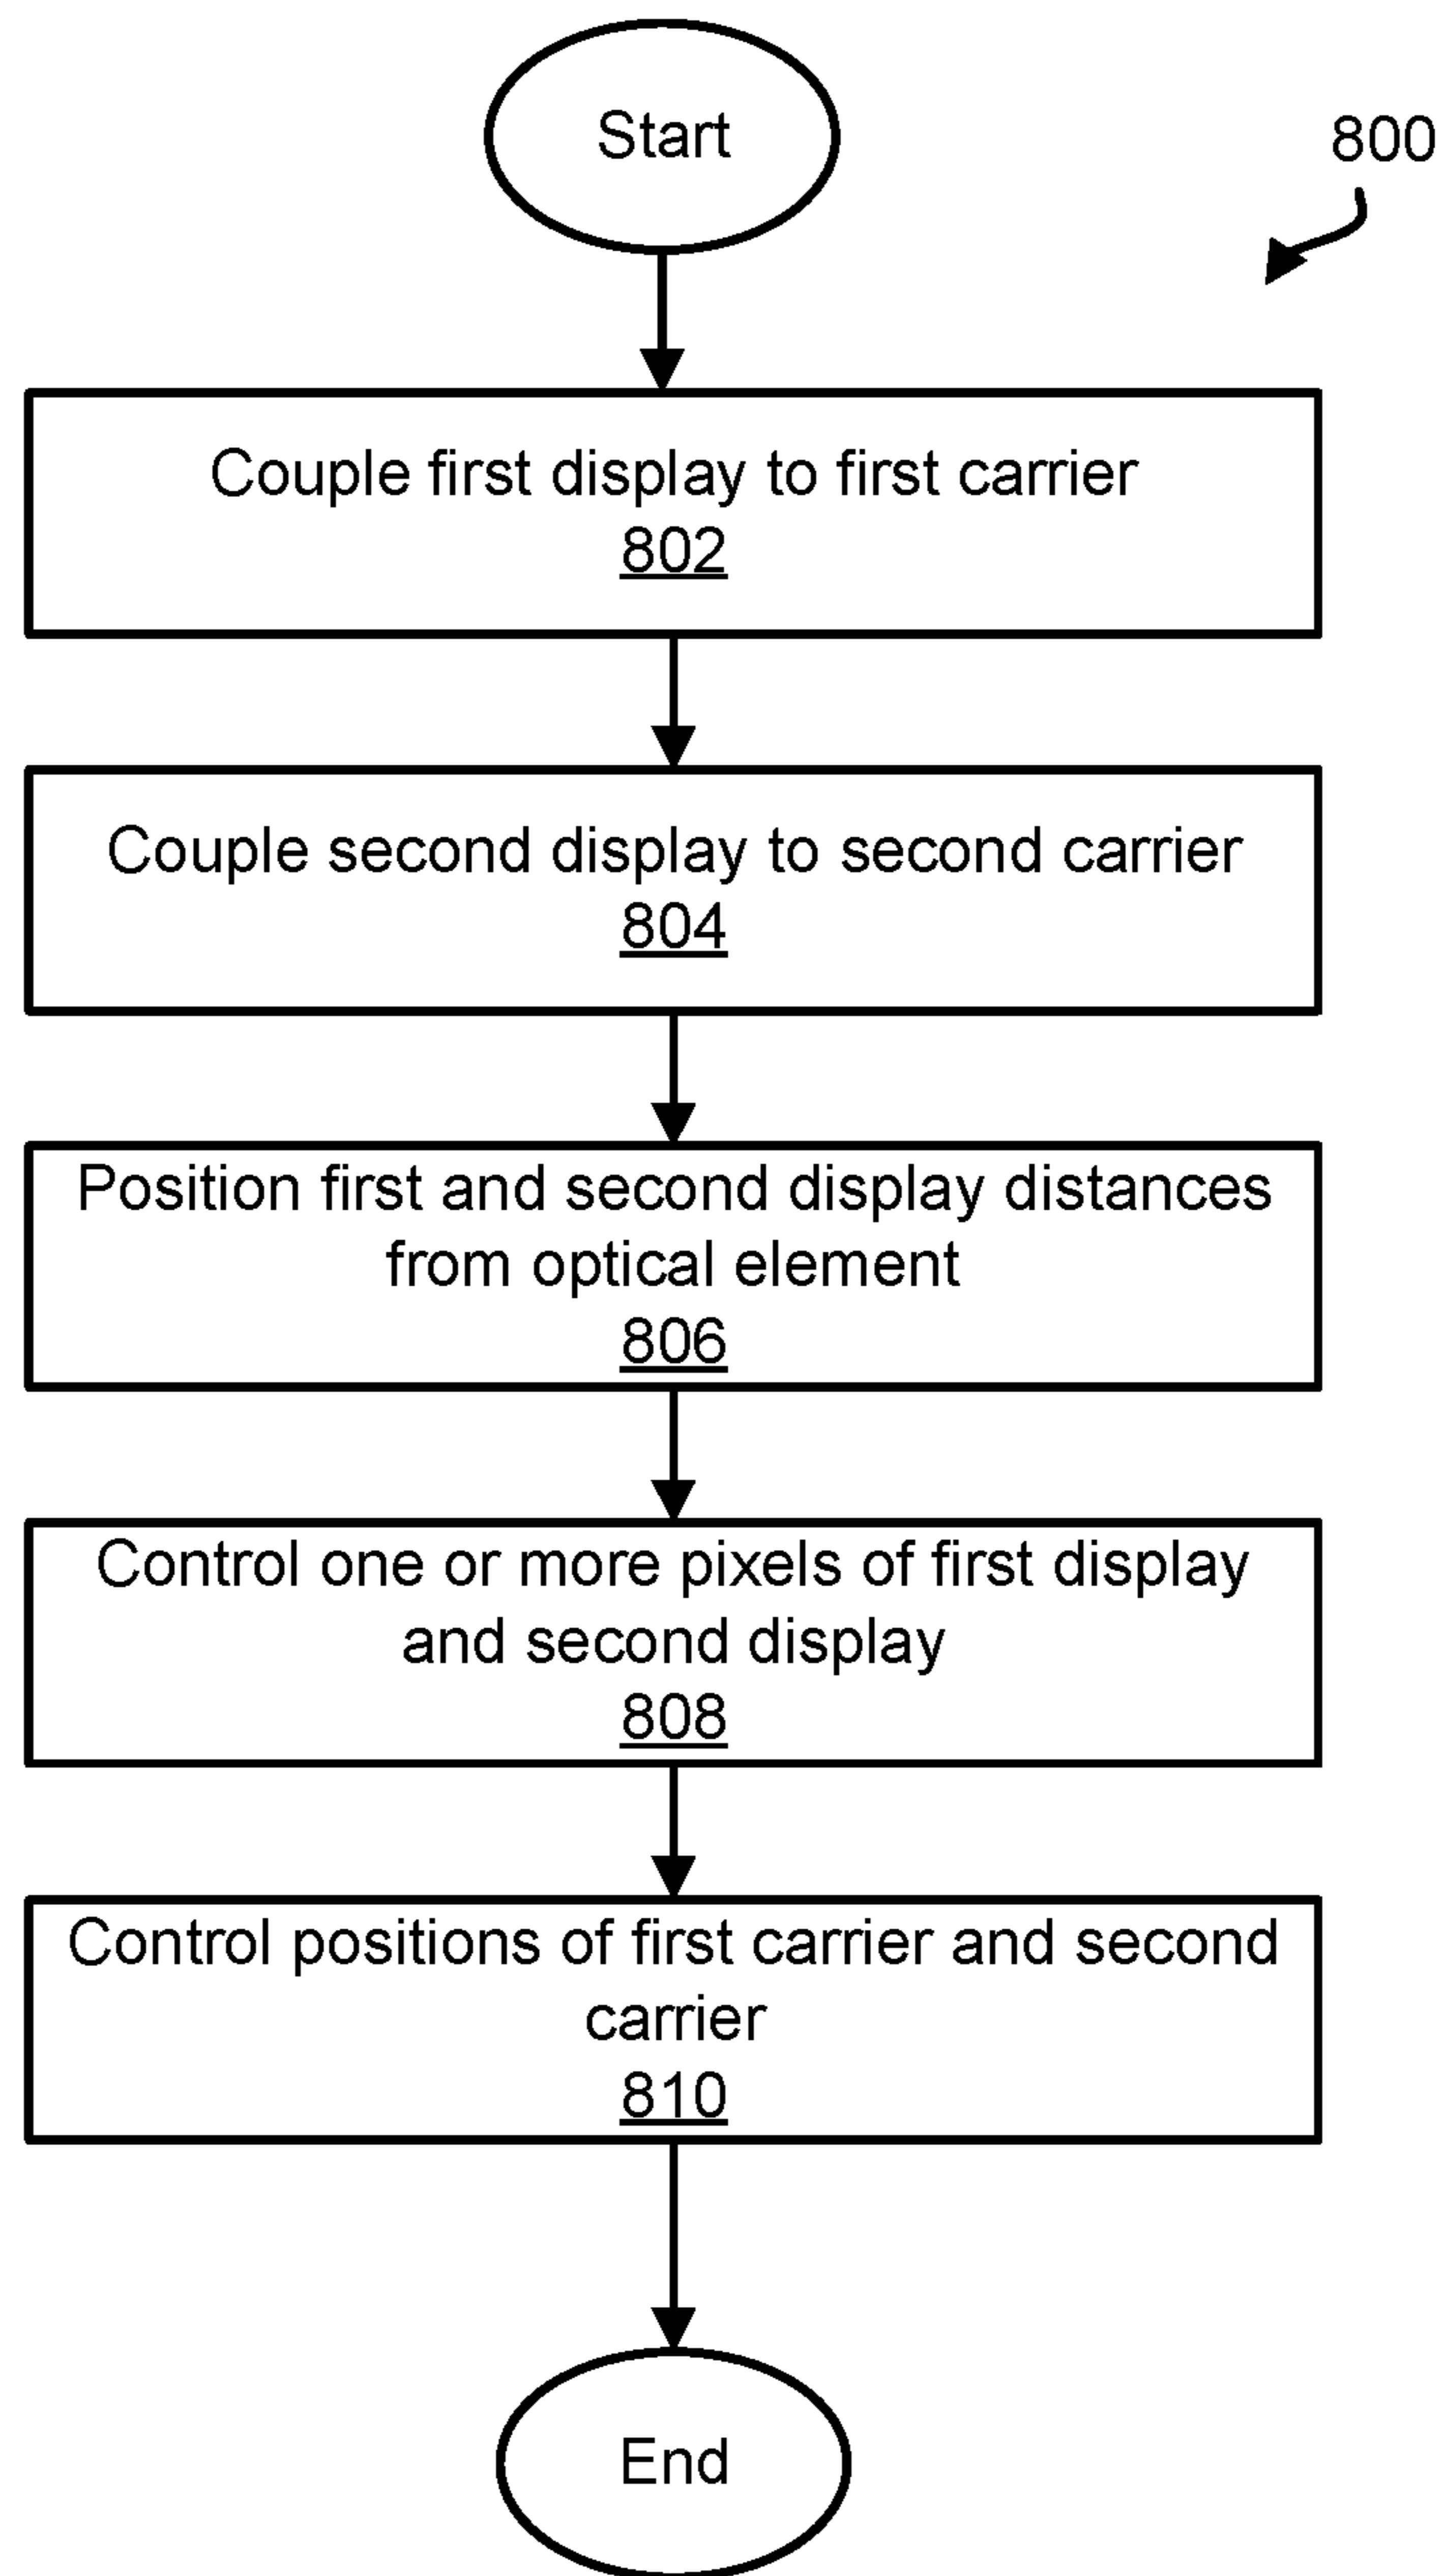 Start
800
Couple first display to first carrier
802
Couple second display to second carrier
804
Position first and second display distances
from optical element
806
Control one or more pixels of first display
and second display
808
Control positions of first carrier and second
carrier
810
End